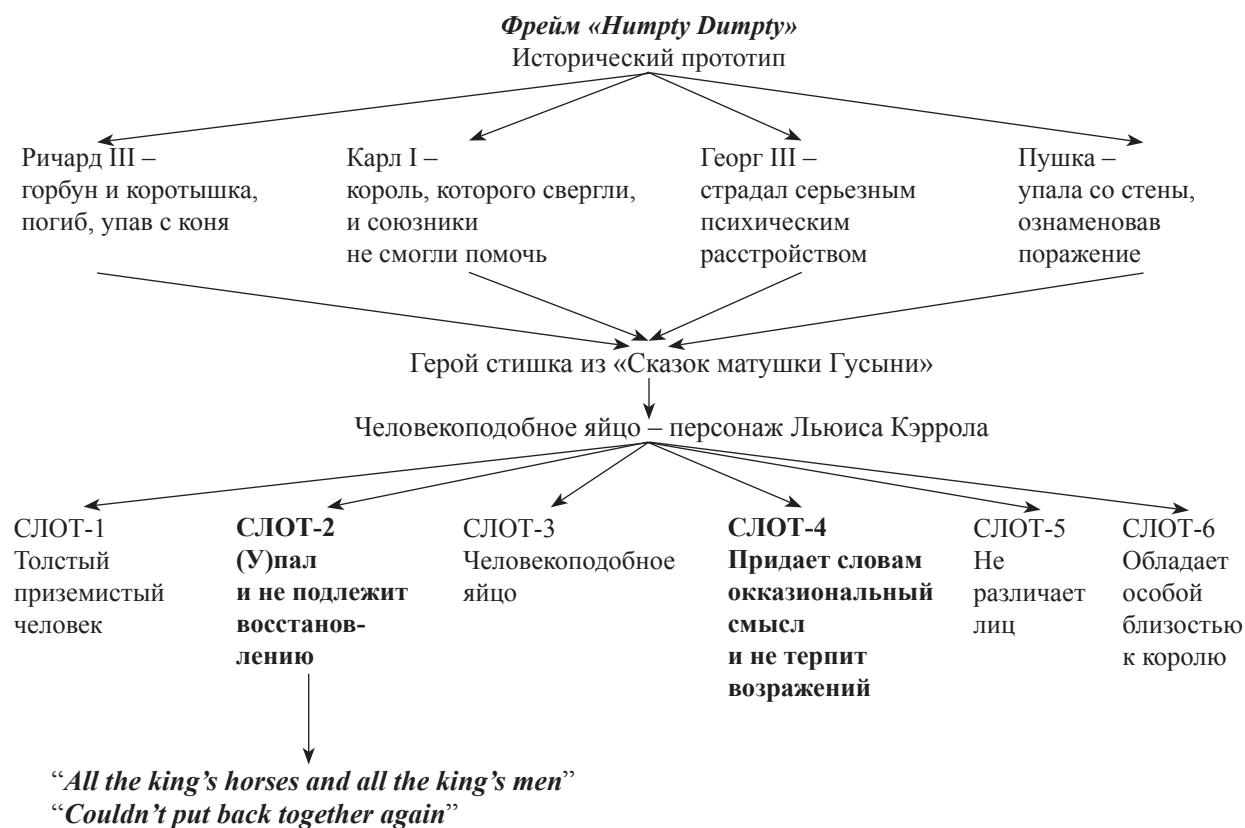 Фрейм «Humpty Dumpty»
Исторический прототип
Ричард III –
горбун и коротышка,
погиб, упав с коня
Карл I –
король, которого свергли,
и союзники
не смогли помочь
Георг III –
страдал серьезным
психическим
расстройством
Пушка –
упала со стены,
ознаменовав
поражение
Герой стишка из «Сказок матушки Гусыни»
Человекоподобное яйцо – персонаж Льюиса Кэррола
СЛОТ-1
Толстый
приземистый
человек
СЛОТ-2
(У)пал
и не подлежит
восстанов-
лению
СЛОТ-3
Человекоподобное
яйцо
СЛОТ-4
Придает словам
окказиональный
смысл
и не терпит
возражений
СЛОТ-5
Не
различает
лиц
СЛОТ-6
Обладает
особой
близостью
к королю
“All the king’s horses and all the king’s men”
“Couldn’t put back together again”